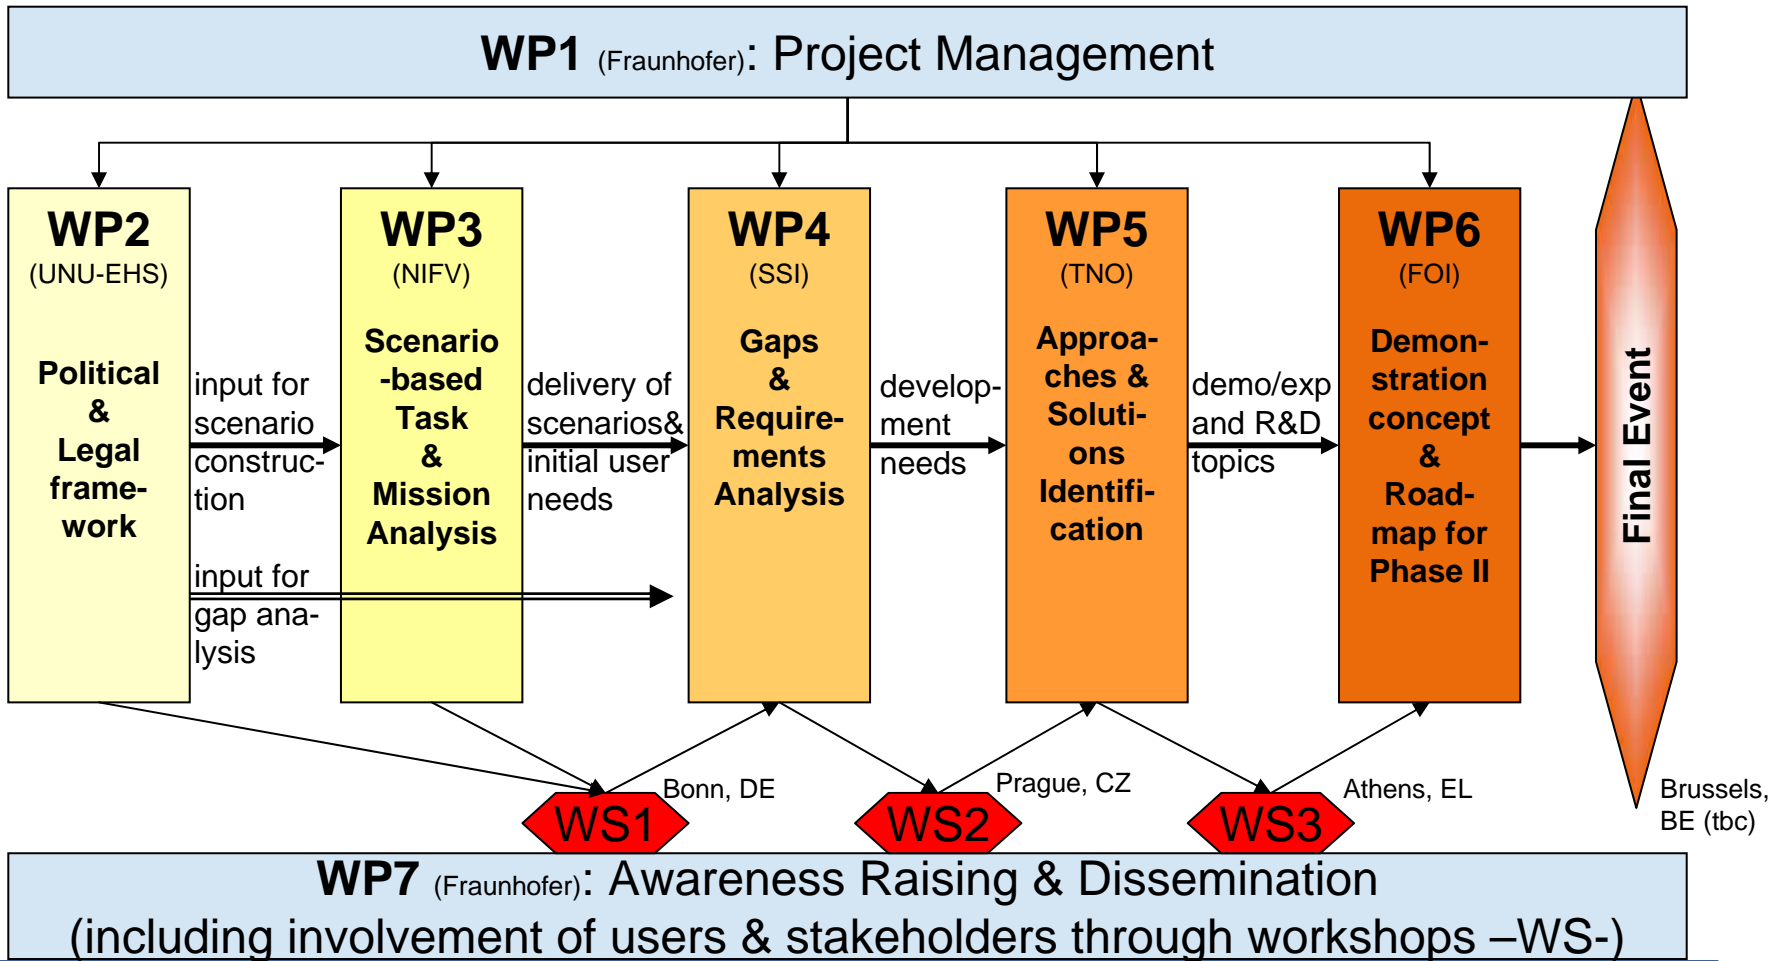 WP1 (Fraunhofer): Project Management
WP2
(UNU-EHS)
Political
&
Legal
frame-
work
input for
scenario
construc-
tion
input for
gap ana-
lysis
WP3
(NIFV)
Scenario
-based
Task
&
Mission
Analysis
delivery of
scenarios&
initial user
needs
WP4
(SSI)
Gaps
&
Require-
ments
Analysis
develop-
ment
needs
WP5
(TNO)
Approa-
ches &
Soluti-
ons
Identifi-
cation
demo/exp
and R&D
topics
WP6
(FOI)
Demon-
stration
concept
&
Road-
map for
Phase II
Final Event
WS1
Bonn, DE
WS2
Prague, CZ
WS3
Athens, EL
Brussels,
BE (tbc)
WP7 (Fraunhofer): Awareness Raising & Dissemination
(including involvement of users & stakeholders through workshops –WS-)